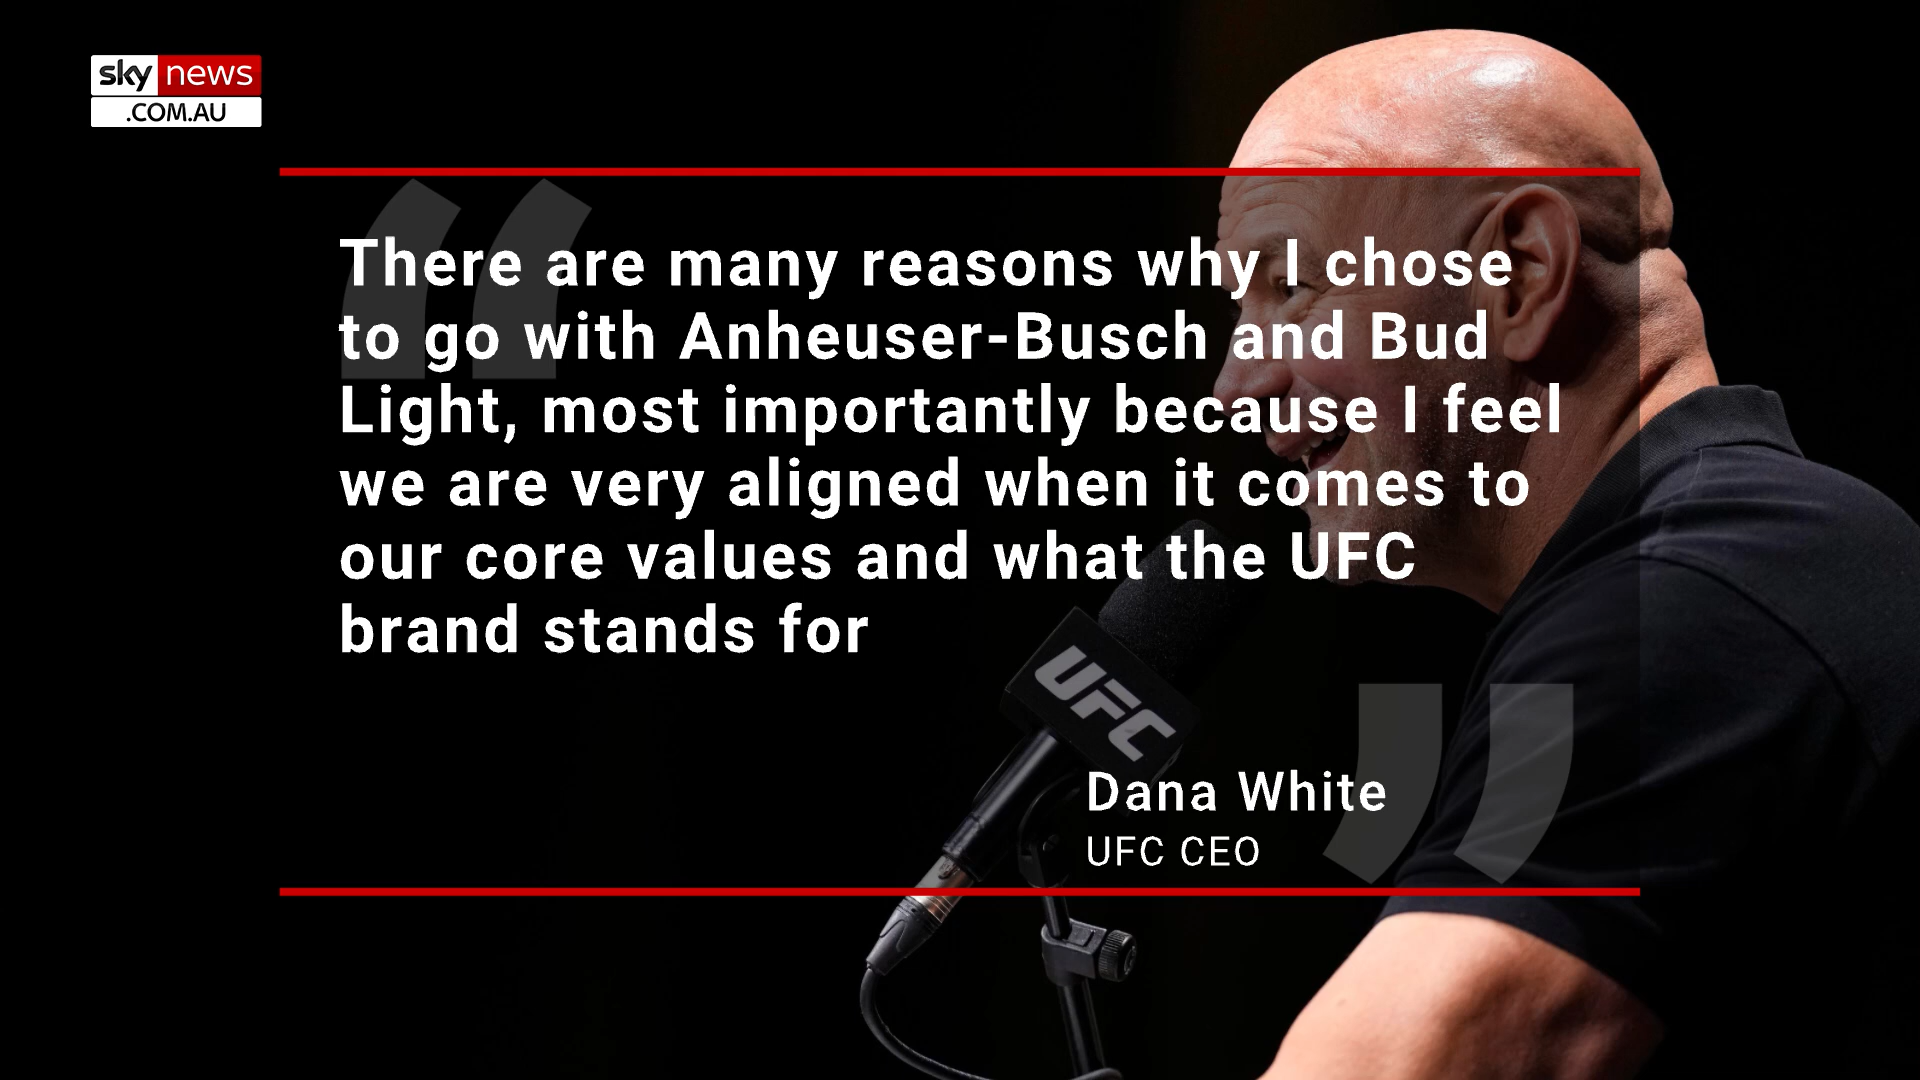 sky news
.COM.AU
“
There are many reasons why I chose
to go with Anheuser-Busch and Bud
Light, most importantly because I feel
we are very aligned when it comes to
our core values and what the UFC
brand stands for
”
UFC
Dana White
UFC CEO